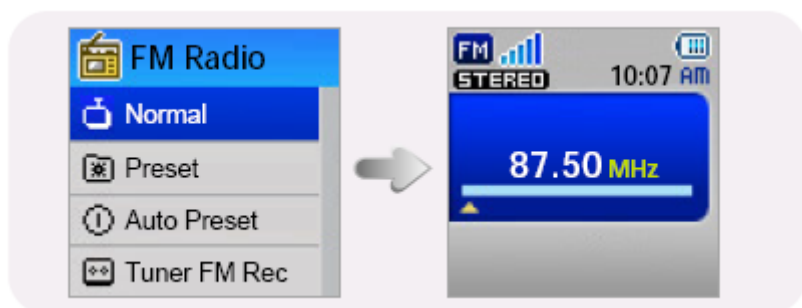 FM Radio
Normal
Preset
Auto Preset
Tuner FM Rec
FM
STEREO 10:07 AM
87.50 MHz